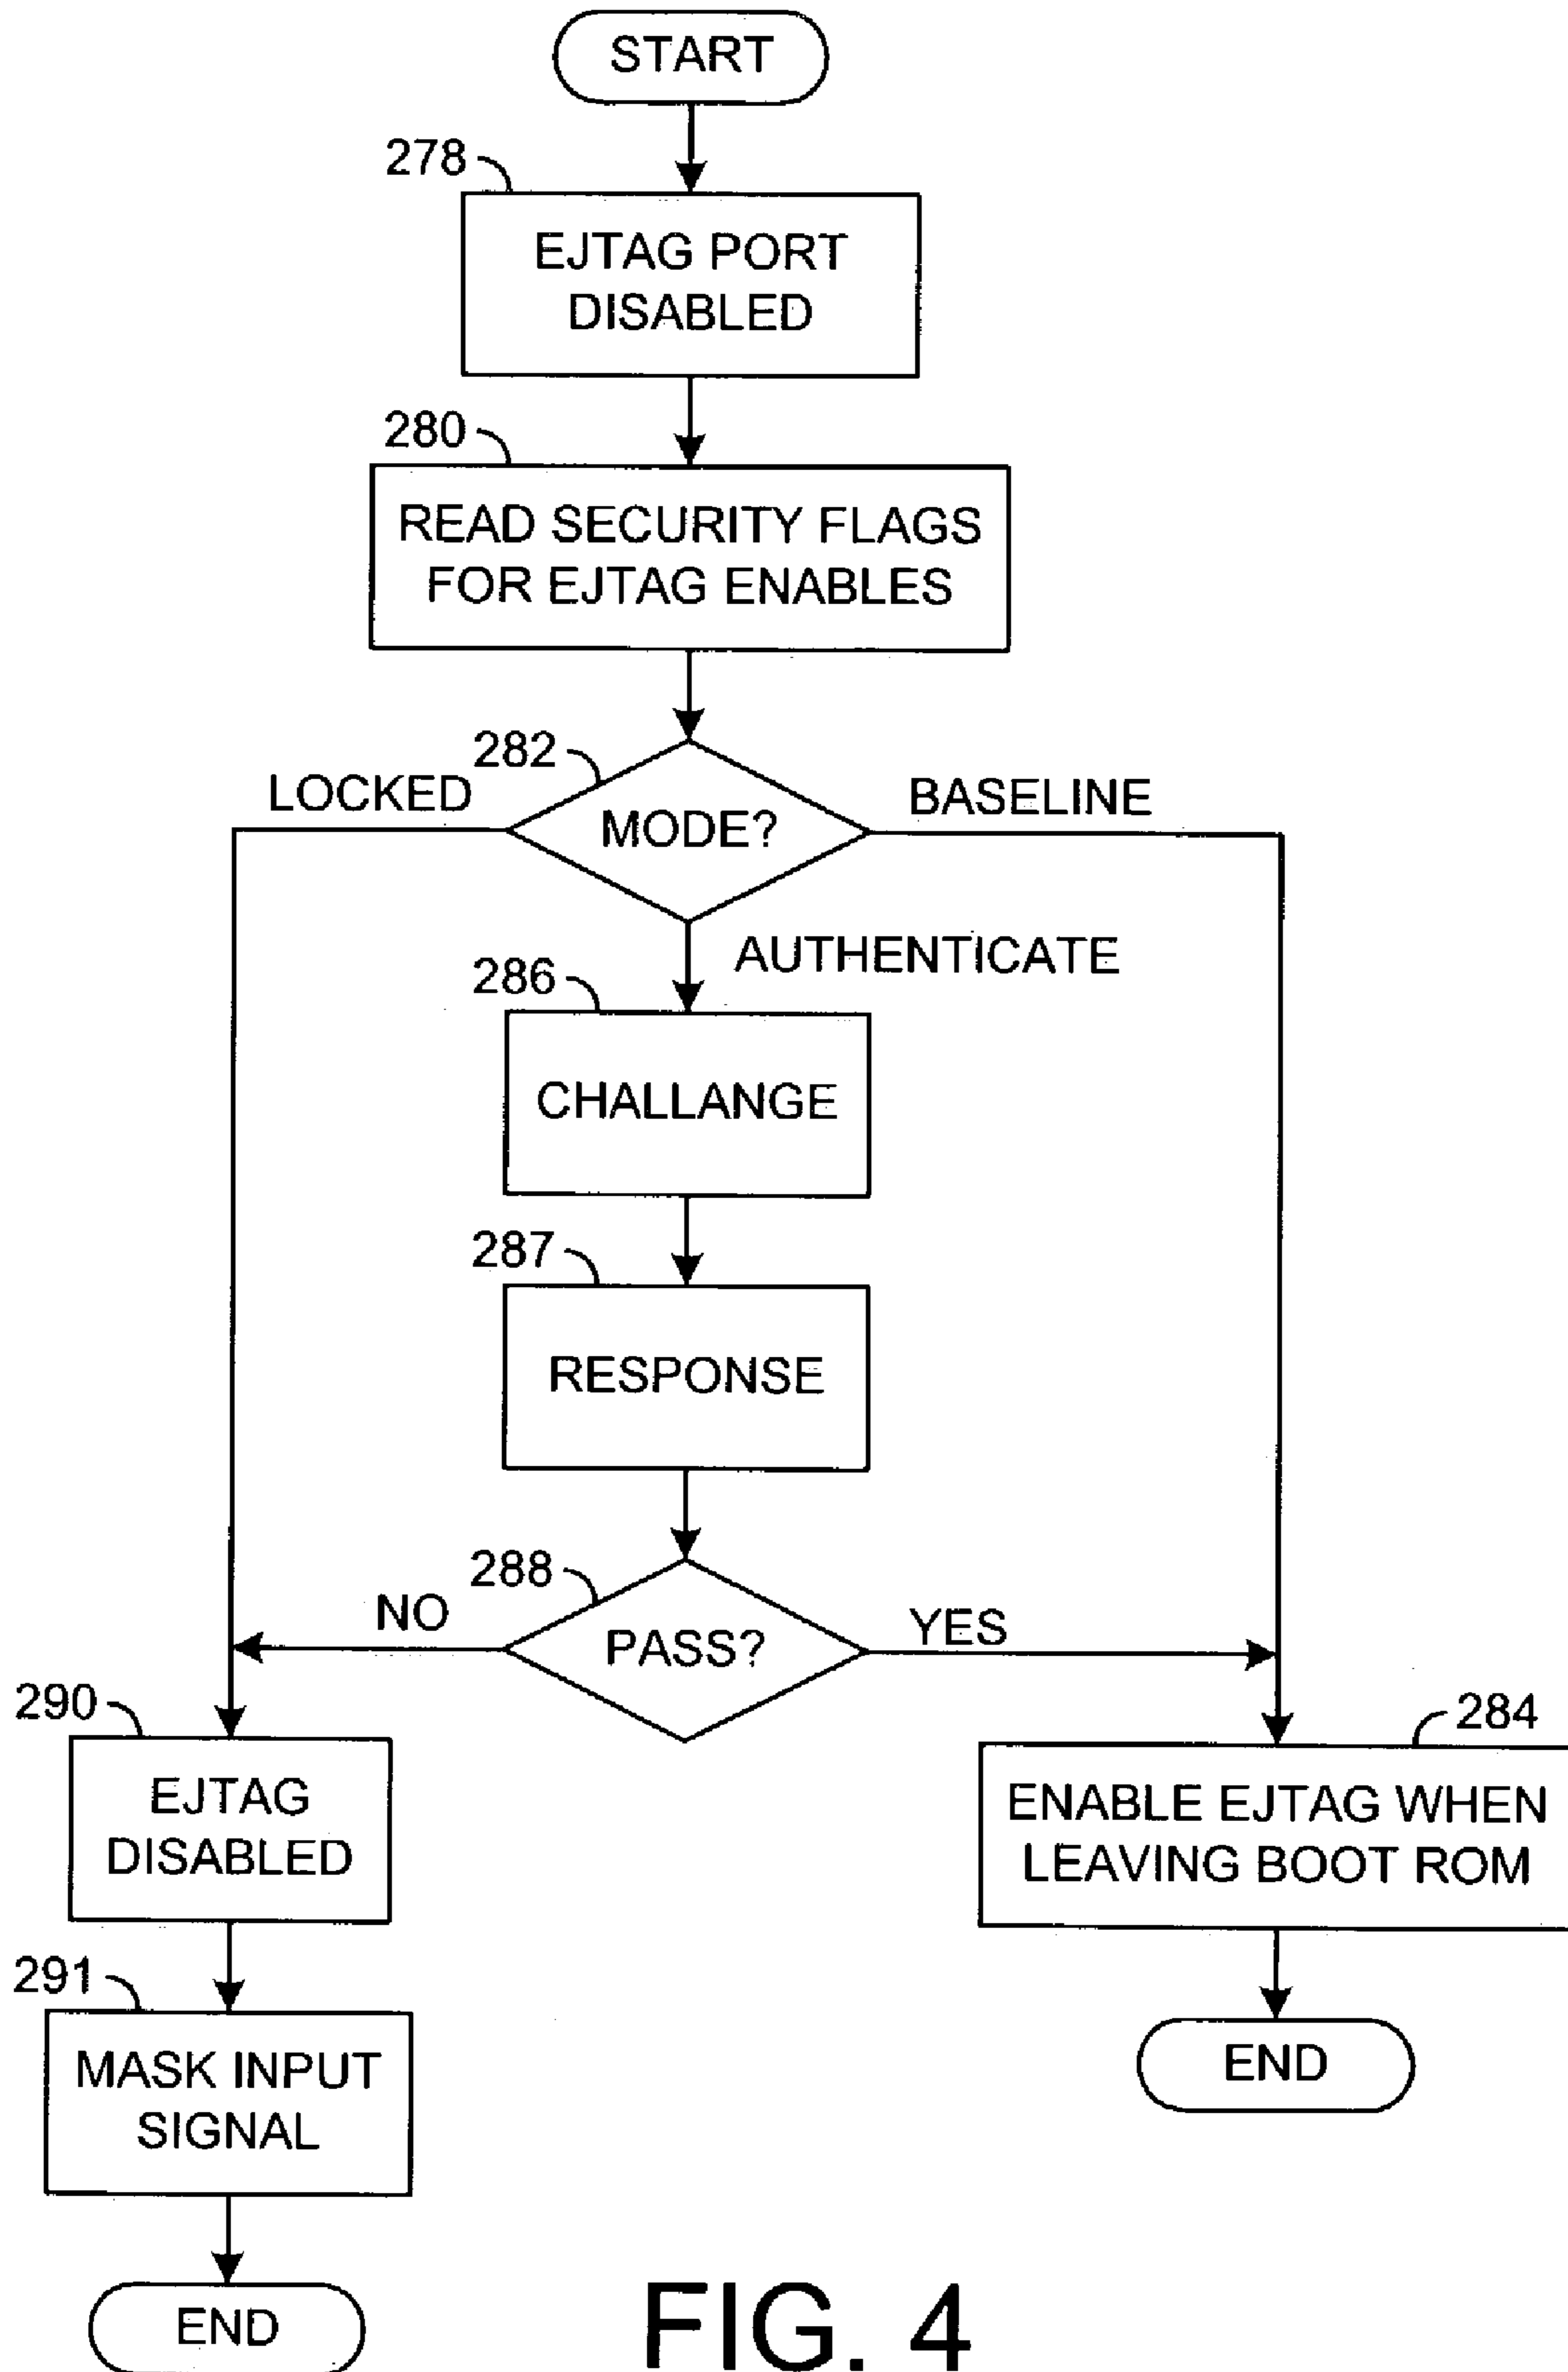 START
278
EJTAG PORT
DISABLED
280
READ SECURITY FLAGS
FOR EJTAG ENABLES
282
LOCKED
MODE?
BASELINE
AUTHENTICATE
286
CHALLANGE
287
RESPONSE
288
NO
PASS?
YES
290
EJTAG
DISABLED
284
ENABLE EJTAG WHEN
LEAVING BOOT ROM
291
MASK INPUT
SIGNAL
END
END
FIG. 4